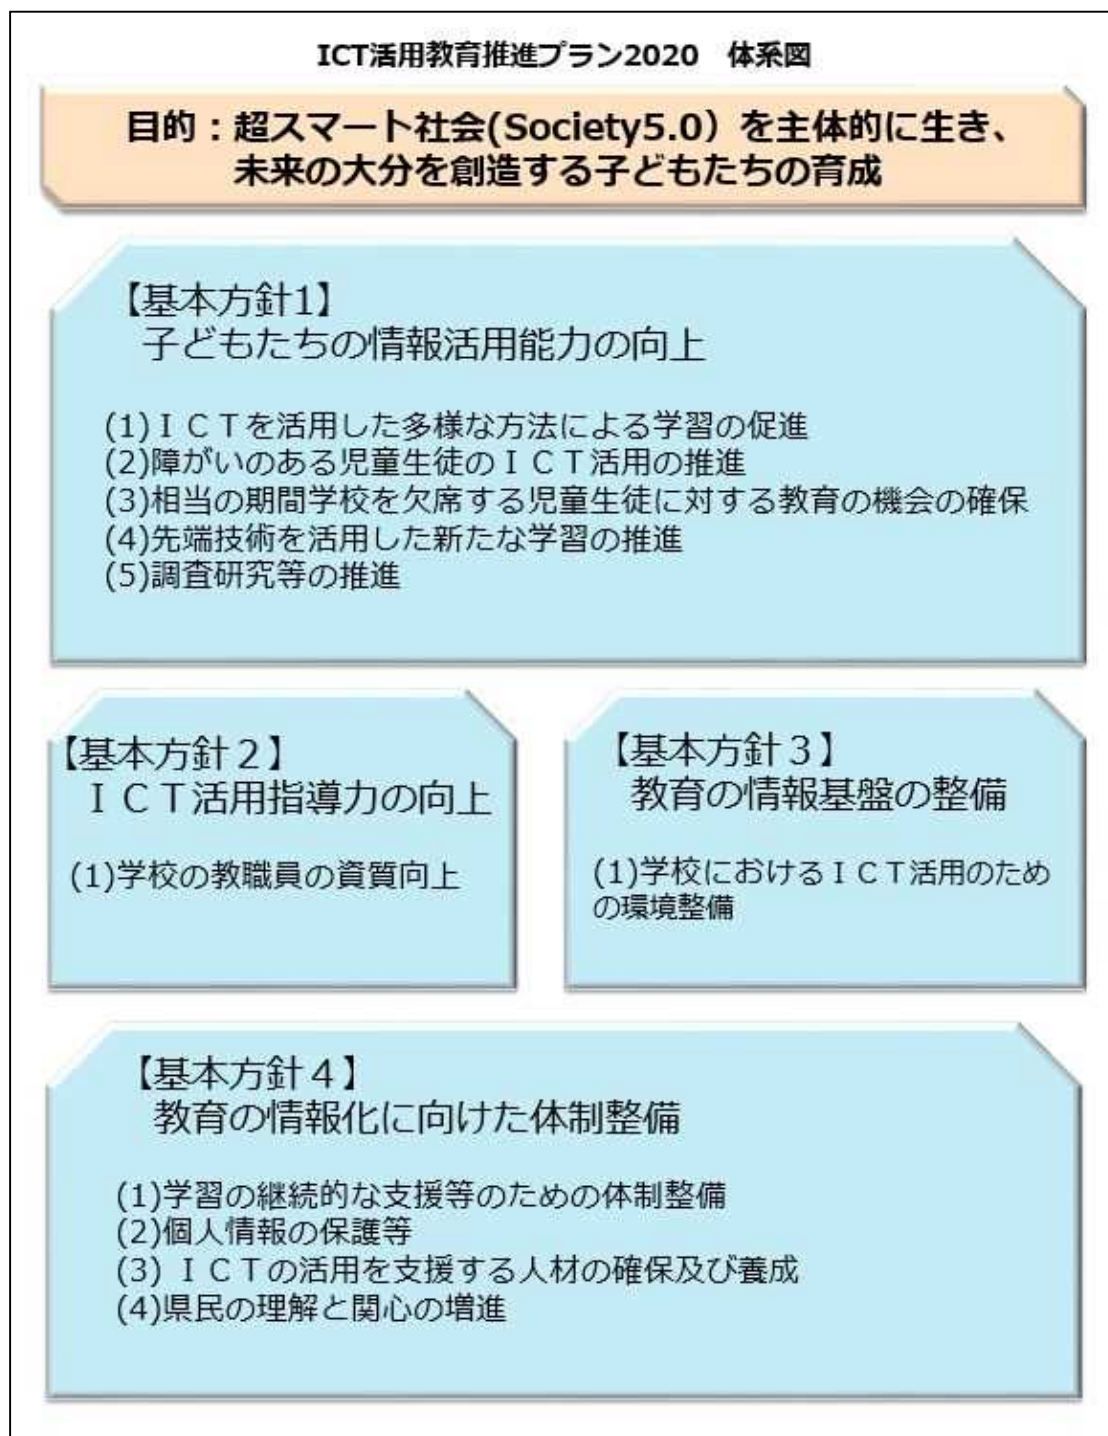 ICT活用教育推進プラン2020　体系図
目的：超スマート社会(Society5.0）を主体的に生き、
未来の大分を創造する子どもたちの育成
【基本方針1】
子どもたちの情報活用能力の向上
(1)ＩＣＴを活用した多様な方法による学習の促進
(2)障がいのある児童生徒のＩＣＴ活用の推進
(3)相当の期間学校を欠席する児童生徒に対する教育の機会の確保
(4)先端技術を活用した新たな学習の推進
(5)調査研究等の推進
【基本方針２】
ＩＣＴ活用指導力の向上
(1)学校の教職員の資質向上
【基本方針３】
教育の情報基盤の整備
(1)学校におけるＩＣＴ活用のため
の環境整備
【基本方針４】
教育の情報化に向けた体制整備
(1)学習の継続的な支援等のための体制整備
(2)個人情報の保護等
(3) ＩＣＴの活用を支援する人材の確保及び養成
(4)県民の理解と関心の増進